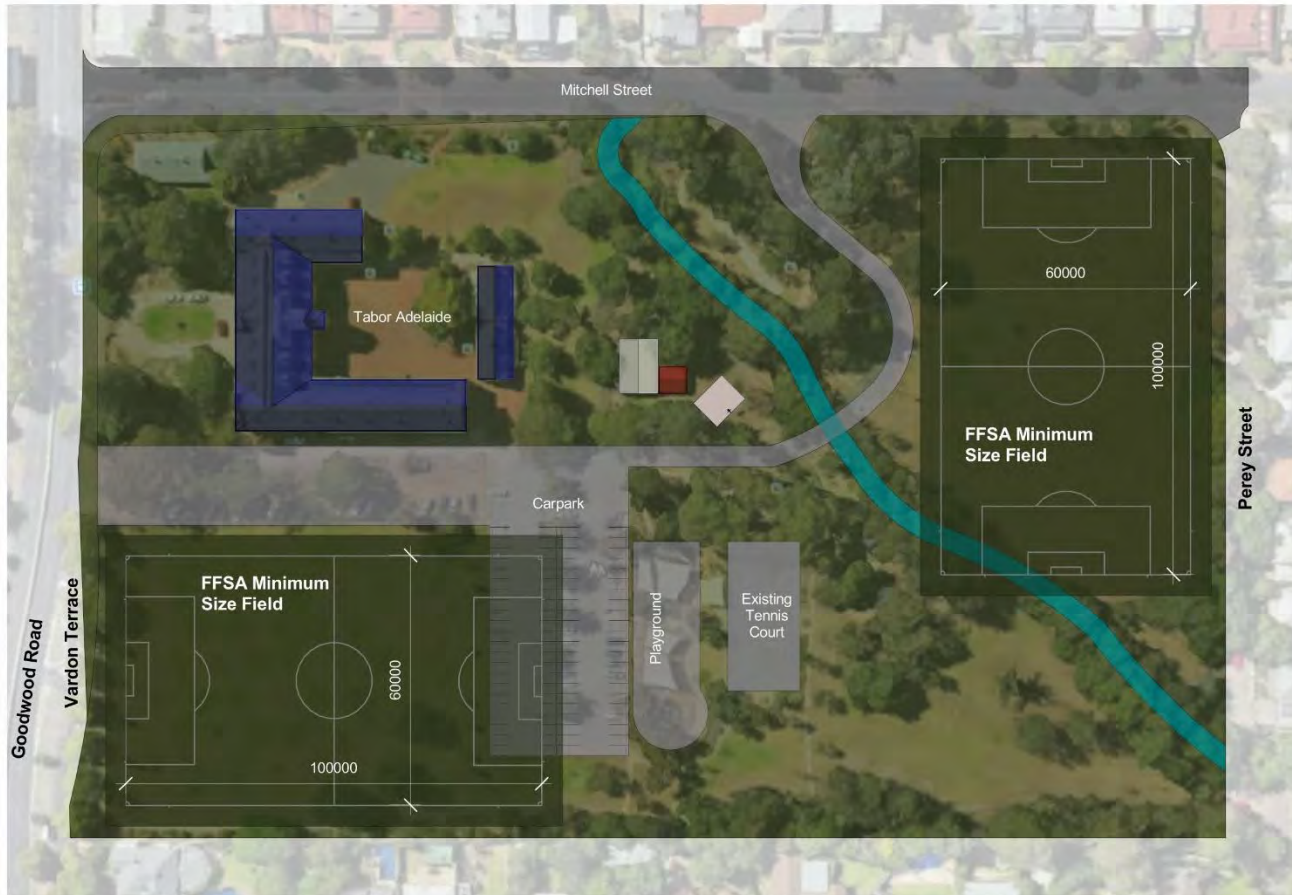 Mitchell Street
Tabor Adelaide
60000
100000
FFSA Minimum
Size Field
Perey Street
Carpark
FFSA Minimum
Size Field
60000
100000
Playground
Existing
Tennis
Court
Vardon Terrace
Goodwood Road